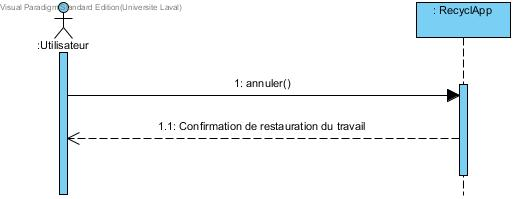 Visual Paradigm Standard Edition(Universite Laval)
: RecyclApp
:Utilisateur
1: annuler()
1.1: Confirmation de restauration du travail